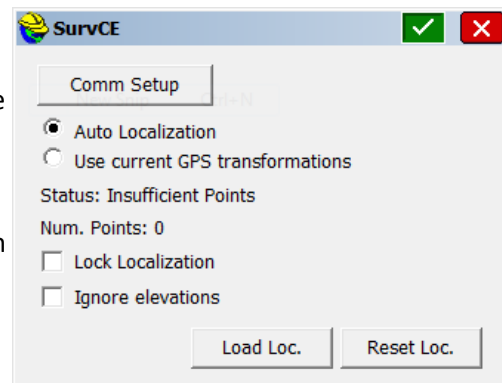 SurvCE
Comm Setup
e
Auto Localization
Use current GPS transformations
Status: Insufficient Points
Num. Points: 0
n
Lock Localization
Ignore elevations
Load Loc. Reset Loc.